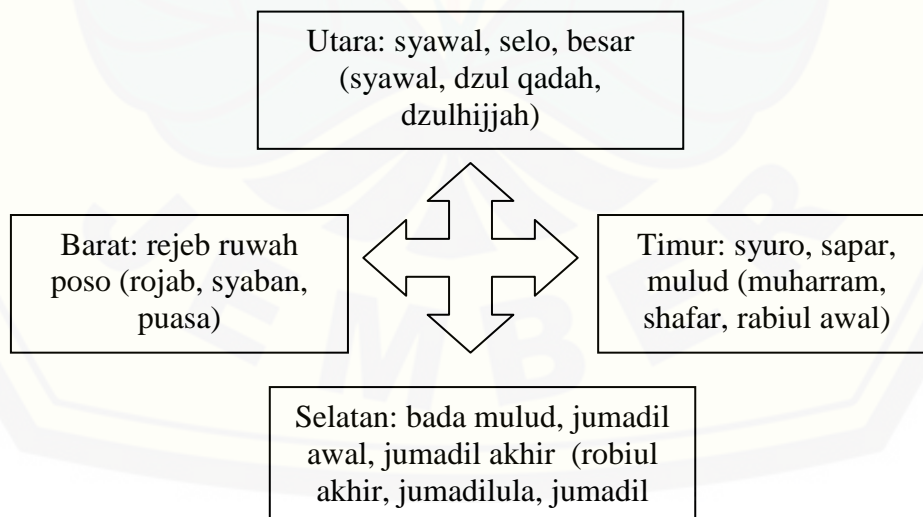 Utara: syawal, selo, besar
(syawal, dzul qadah,
dzulhijjah)
Barat: rejeb ruwah
poso (rojab, syaban,
puasa)
Timur: syuro, sapar,
mulud (muharram,
shafar, rabiul awal)
Selatan: bada mulud, jumadil
awal, jumadil akhir (robiul
akhir, jumadilula, jumadil
JEMBER